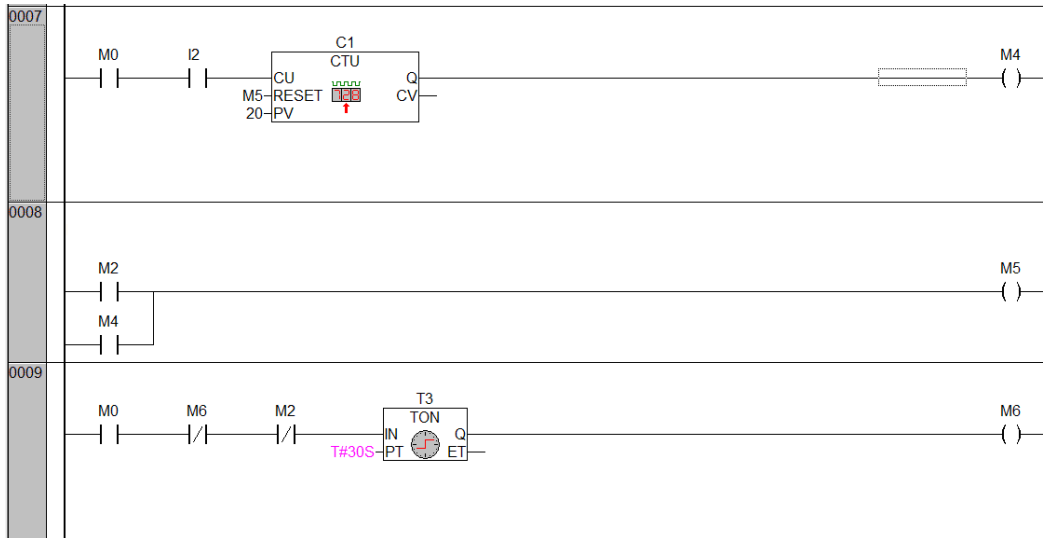 0007
M0 I2 C1 M4
CTU
CU Q
M5 RESET CV
20 PV
0008
M2 M5
M4
0009
M0 M6 M2 T3 M6
TON
IN Q
T#30S PT ET